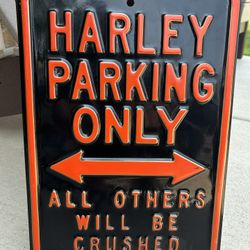 HARLEY
PARKING
ONLY
ALL OTHERS
WILL BE
CRUSHED